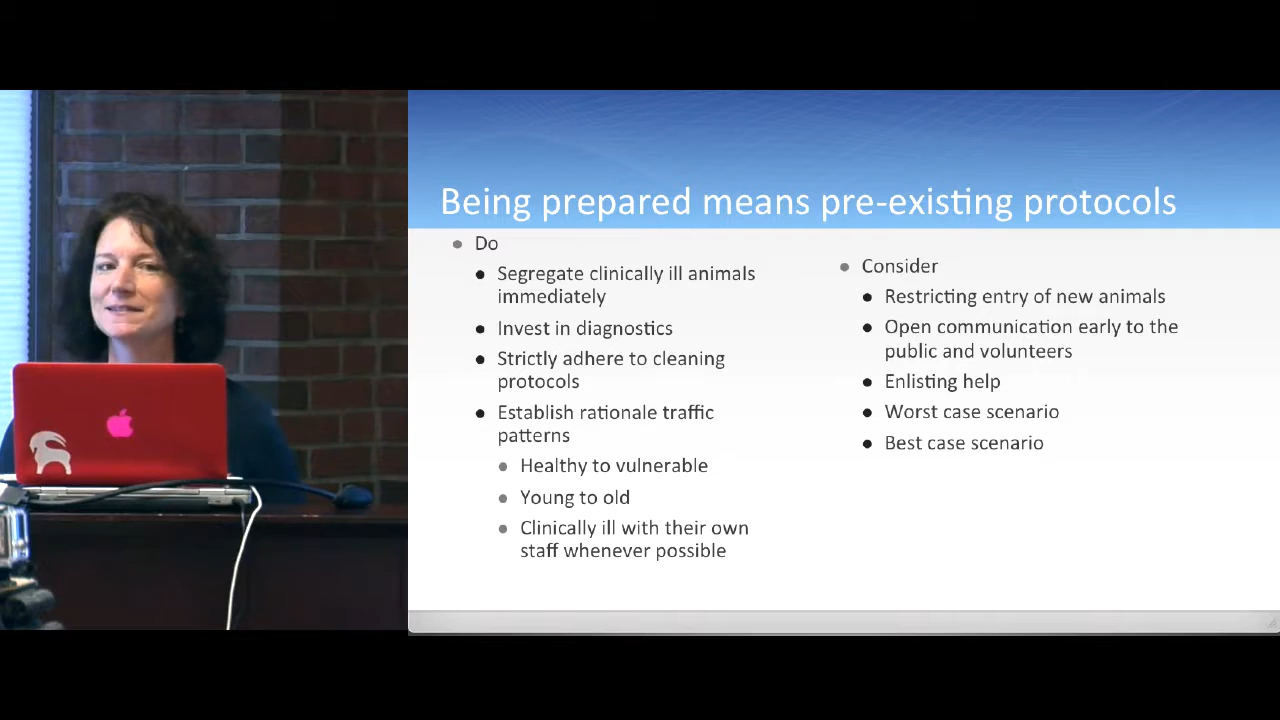 Being prepared means pre-existing protocols
Do
Segregate clinically ill animals
immediately
Invest in diagnostics
Strictly adhere to cleaning
protocols
Establish rationale traffic
patterns
Healthy to vulnerable
Young to old
Clinically ill with their own
staff whenever possible
Consider
Restricting entry of new animals
Open communication early to the
public and volunteers
Enlisting help
Worst case scenario
Best case scenario